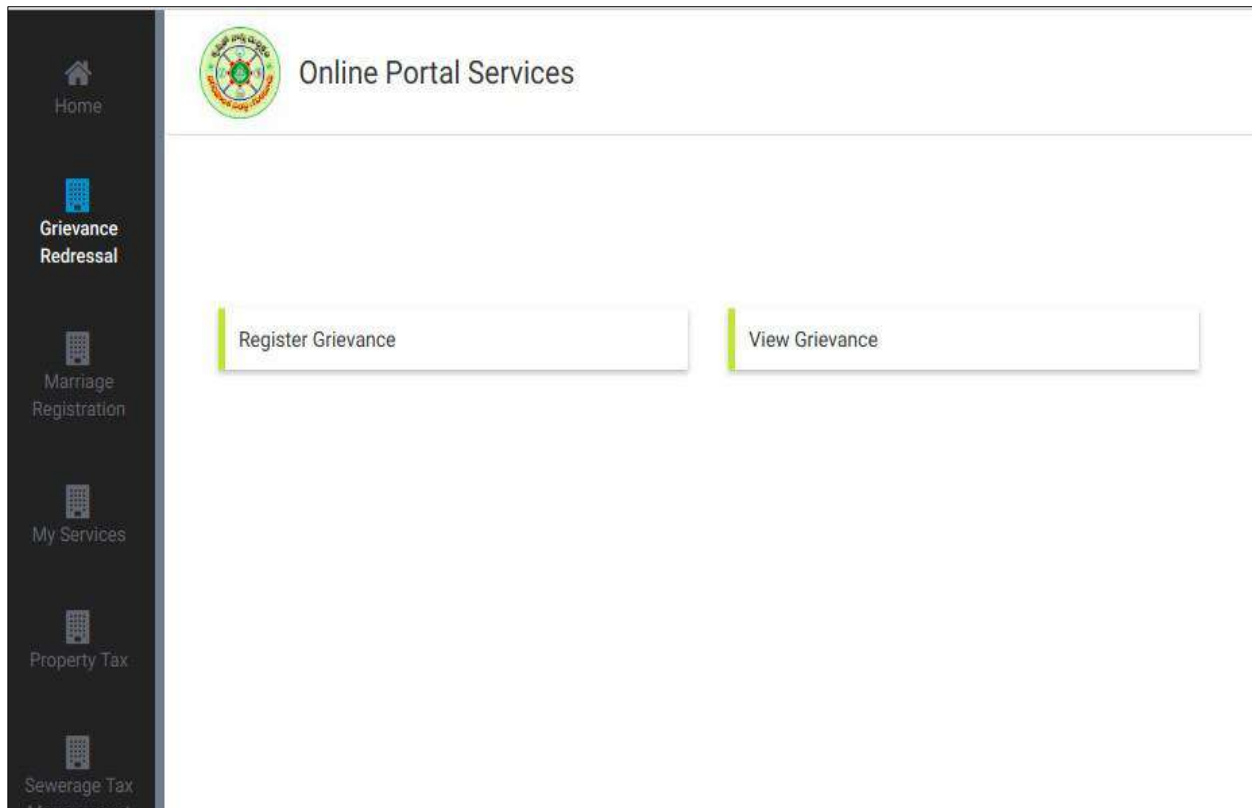 Home
Grievance
Redressal
Marriage
Registration
My Services
Property Tax
Sewerage Tax
Online Portal Services
Register Grievance
View Grievance